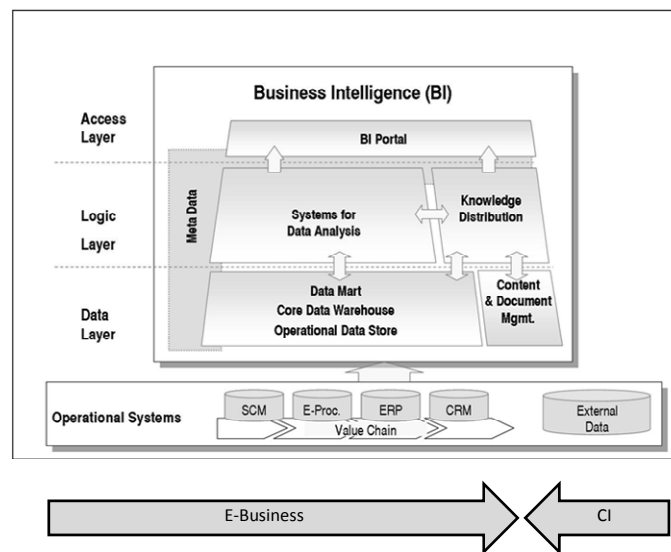 Business Intelligence (BI)
Access
Layer
BI Portal
Meta Data
Logic
Layer
Systems for
Data Analysis
Knowledge
Distribution
Data
Layer
Data Mart
Core Data Warehouse
Operational Data Store
Content
& Document
Mgmt.
Operational Systems
SCM
E-Proc.
ERP
CRM
Value Chain
External
Data
E-Business
CI